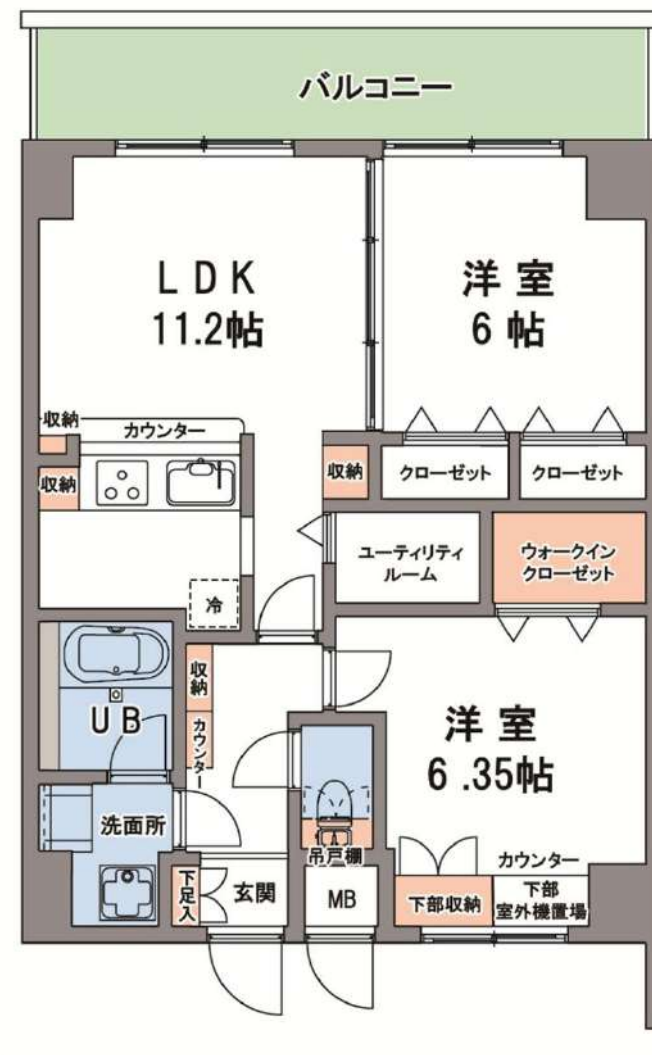 バルコニー
LDK
11.2帖
洋室
6帖
収納
カウンター
収納
収納
クローゼット
クローゼット
ユーティリティ
ルーム
ウォークイン
クローゼット
冷
収納
カウンター
UB
洋室
6.35帖
洗面所
吊戸棚
カウンター
下足入
玄関
MB
下部収納
下部
室外機置場